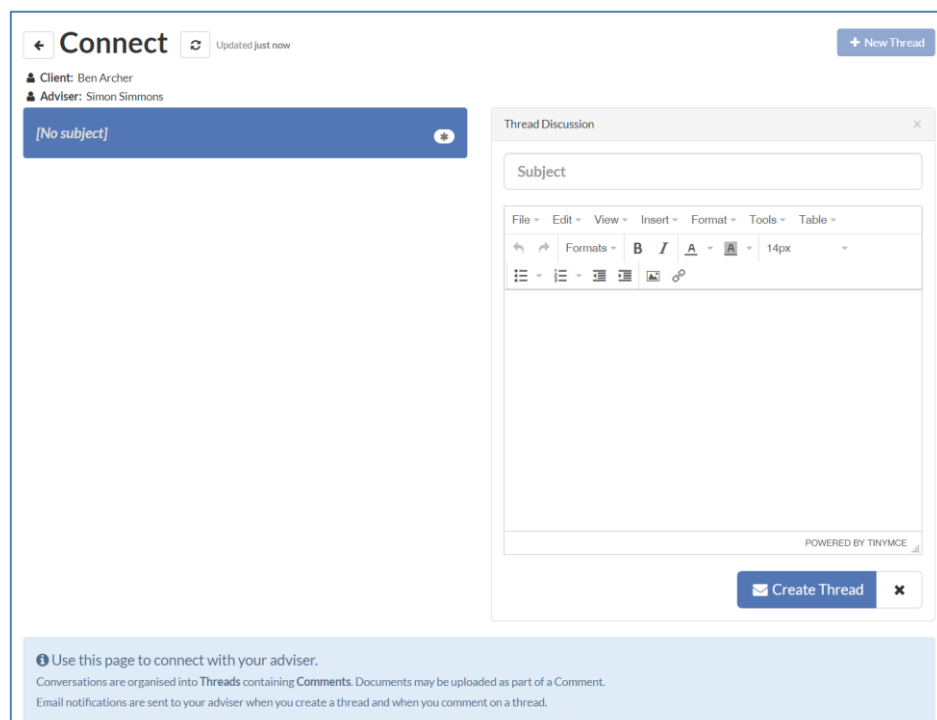 Connect Updated just now + New Thread
Client: Ben Archer
Adviser: Simon Simmons
[No subject]
Thread Discussion
Subject
File Edit View Insert Format Tools Table
Formats B I A A 14px
POWERED BY TINYMCE
Create Thread
Use this page to connect with your adviser.
Conversations are organised into Threads containing Comments. Documents may be uploaded as part of a Comment.
Email notifications are sent to your adviser when you create a thread and when you comment on a thread.